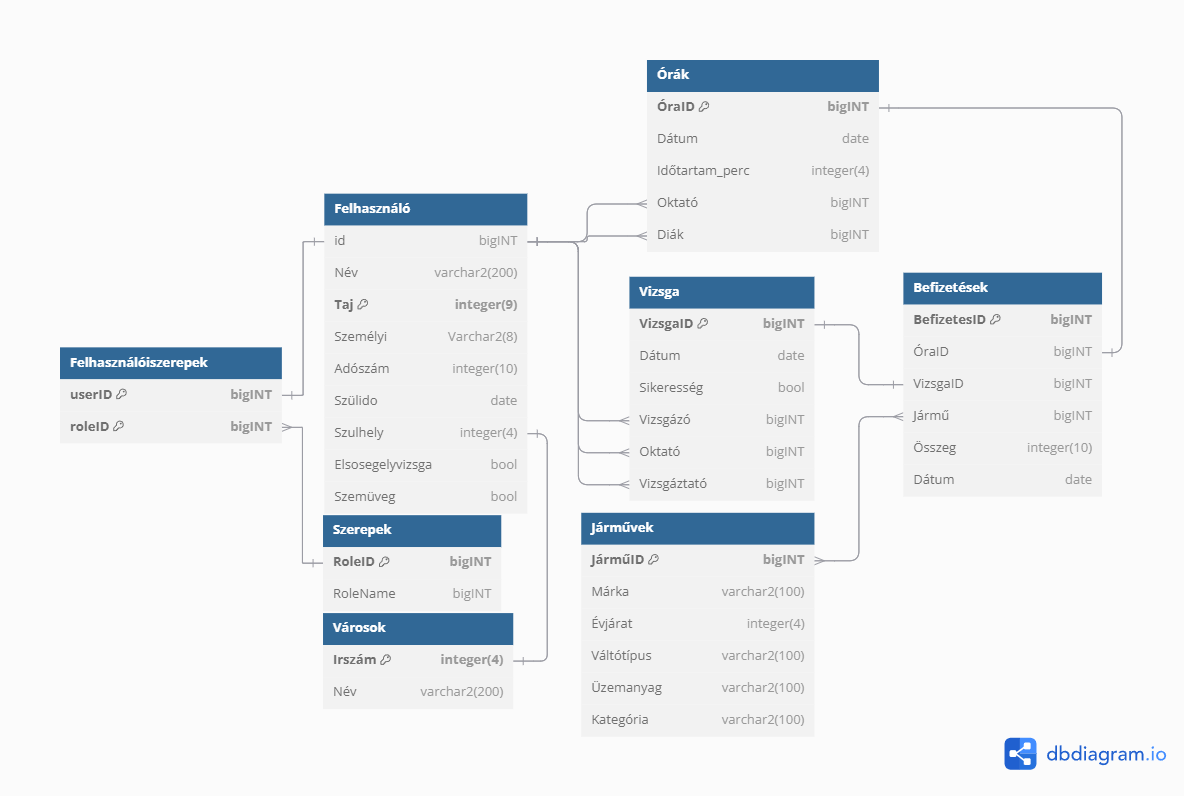 Órák
ÓraID bigINT
Dátum date
Időtartam_perc integer(4)
Oktató bigINT
Diák bigINT
Felhasználó
id bigINT
Név varchar2(200)
Taj integer(9)
Személyi Varchar2(8)
Adószám integer(10)
Szülido date
Szulhely integer(4)
Elsosegelyvizsga bool
Szemüveg bool
Vizsga
VizsgaID bigINT
Dátum date
Sikeresség bool
Vizsgázó bigINT
Oktató bigINT
Vizsgáztató bigINT
Befizetések
BefizetesID bigINT
ÓraID bigINT
VizsgaID bigINT
Jármű bigINT
Összeg integer(10)
Dátum date
Felhasználóiszerepek
userID bigINT
roleID bigINT
Szerepek
RoleID bigINT
RoleName bigINT
Járművek
JárműID bigINT
Márka varchar2(100)
Évjárat integer(4)
Váltótípus varchar2(100)
Üzemanyag varchar2(100)
Kategória varchar2(100)
Városok
Irszám integer(4)
Név varchar2(200)
dbdiagram.io